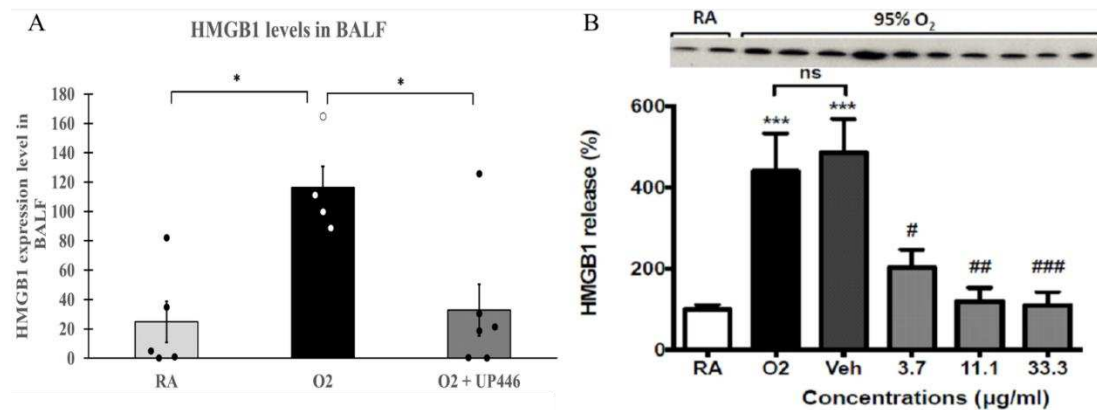 A
HMGB1 levels in BALF
HMGB1 expression level in
BALF
180
160
140
120
100
80
60
40
20
0
*
*
RA
O2
O2 + UP446
B
RA
95% O2
ns
HMGB1 release (%)
600
400
200
0
***
***
#
##
###
RA
O2
Veh
3.7
11.1
33.3
Concentrations (µg/ml)